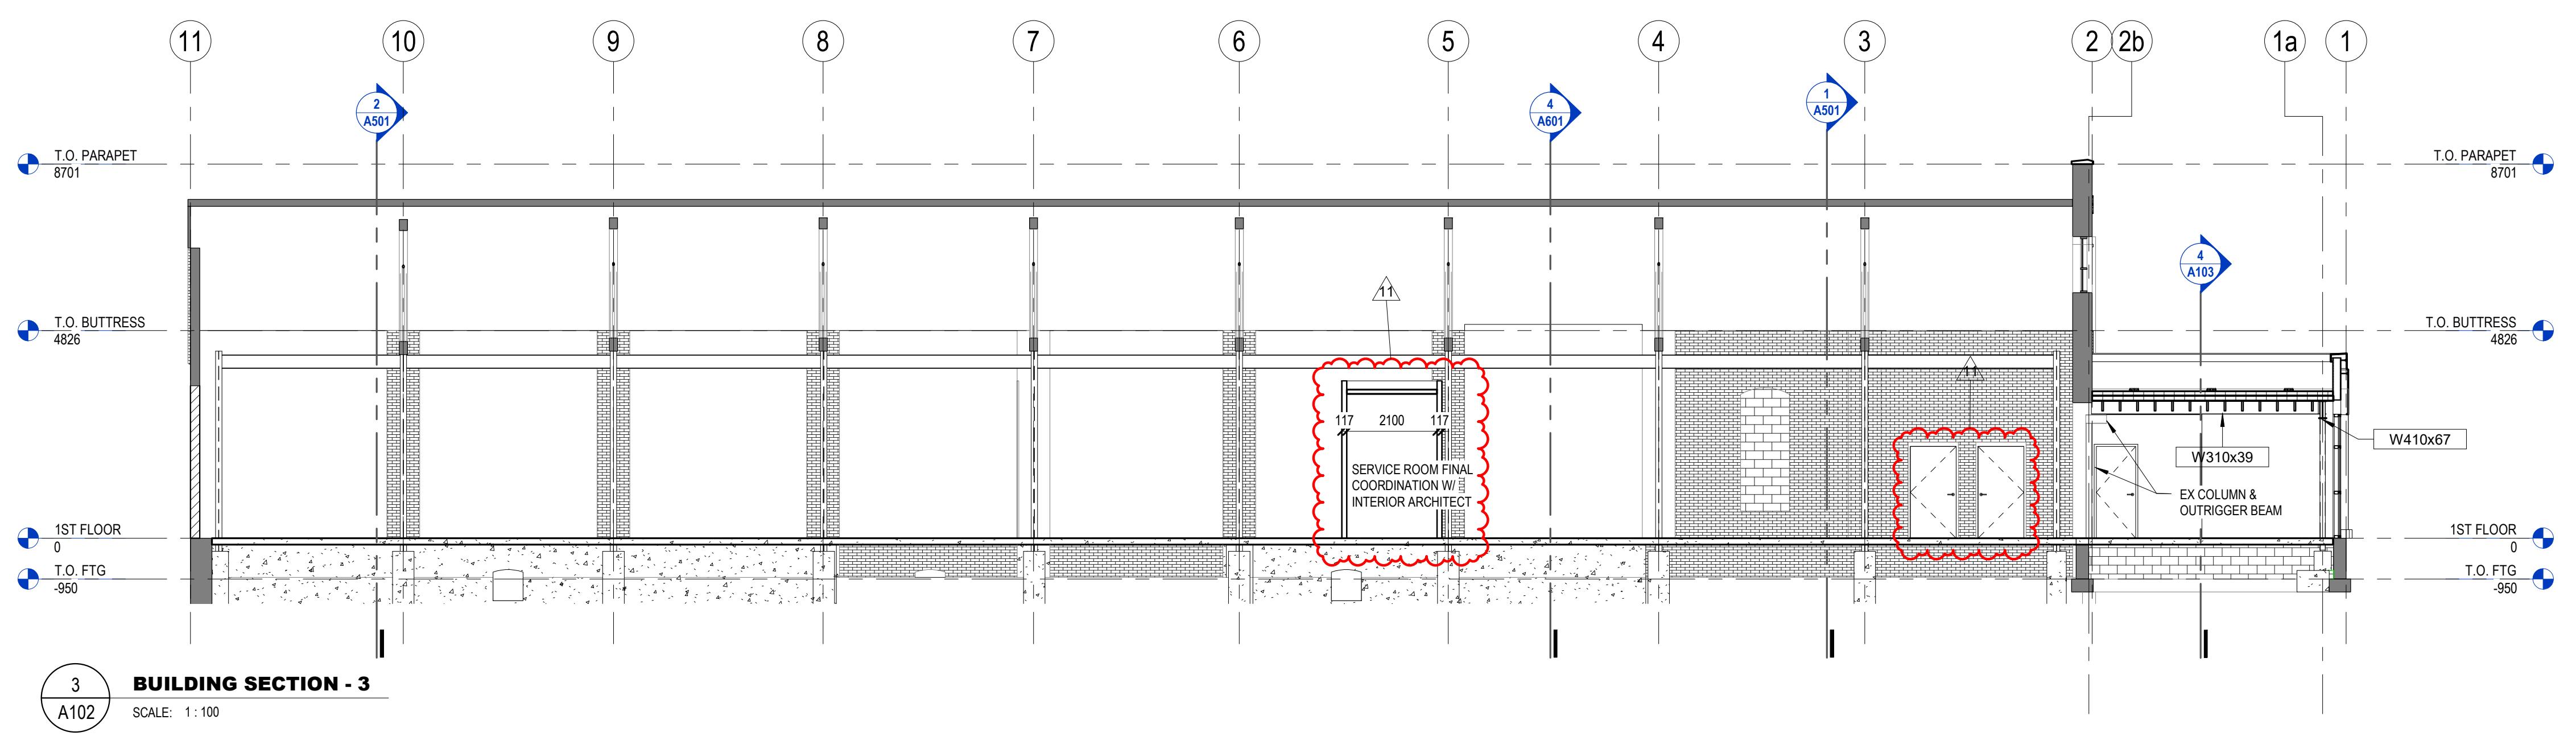 11 10 9 8 7 6 5 4 3 2 2b 1a 1
2
A501
4
A601
1
A501
4
A103
T.O. PARAPET
8701
T.O. PARAPET
8701
T.O. BUTTRESS
4826
T.O. BUTTRESS
4826
11
11
117 2100 117
SERVICE ROOM FINAL
COORDINATION W/
INTERIOR ARCHITECT
W410x67
W310x39
EX COLUMN &
OUTRIGGER BEAM
1ST FLOOR
0
1ST FLOOR
0
T.O. FTG
-950
T.O. FTG
-950
3
A102
BUILDING SECTION - 3
SCALE: 1 : 100